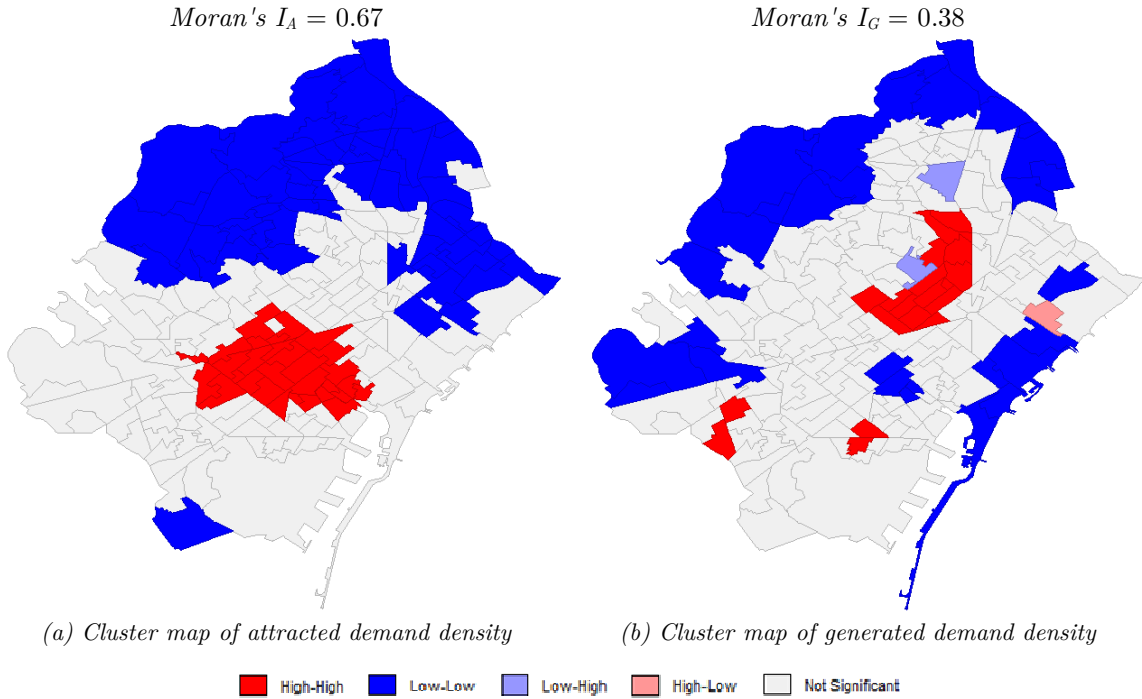 Moran's I_A = 0.67
Moran's I_G = 0.38
(a) Cluster map of attracted demand density
(b) Cluster map of generated demand density
High-High
Low-Low
Low-High
High-Low
Not Significant